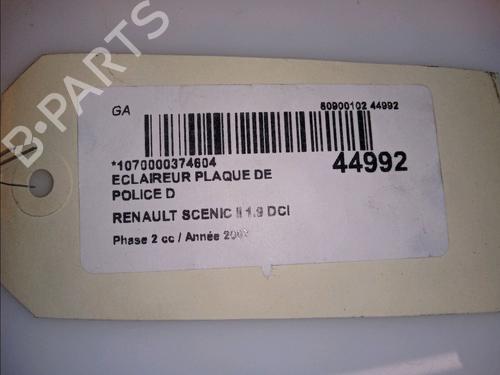 GA
80900102 44992
*1070000374604
44992
ECLAIREUR PLAQUE DE
POLICE D
RENAULT SCENIC II 1.9 DCI
Phase 2 cc / Année
B-PARTS